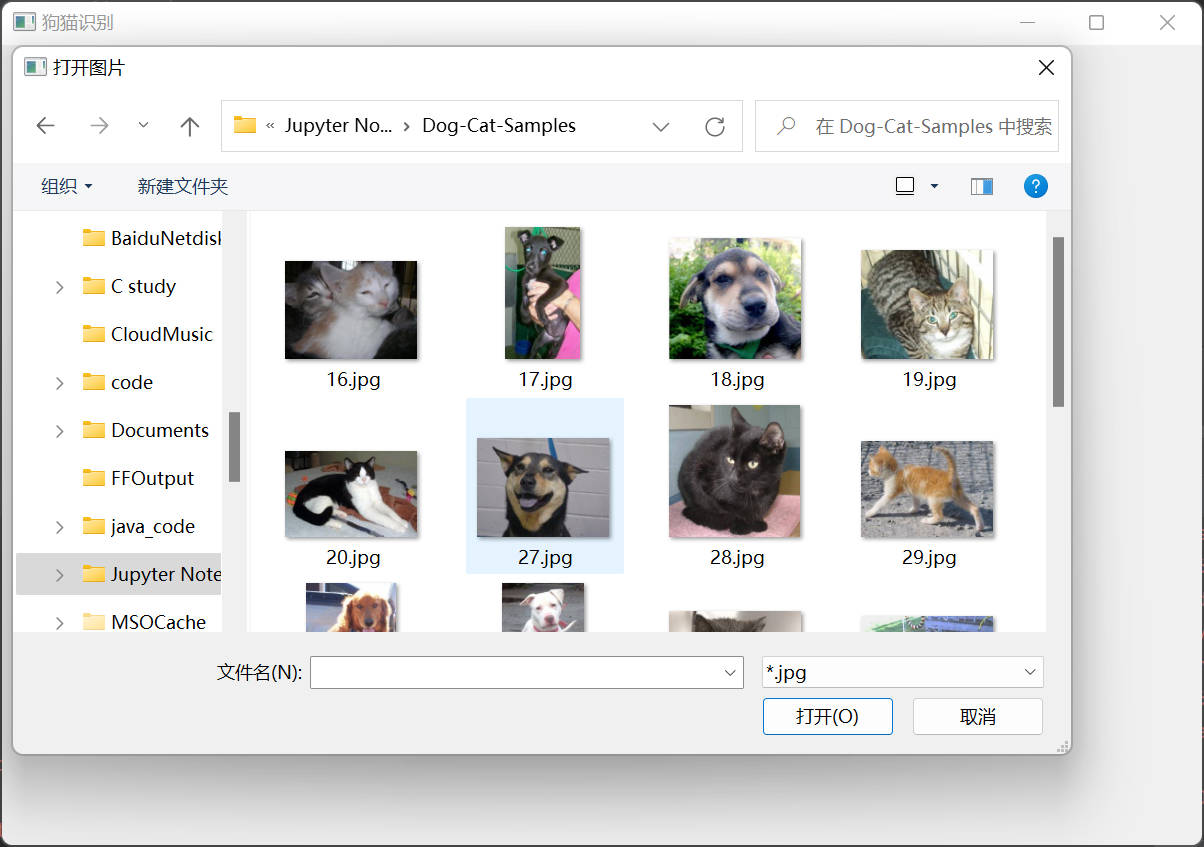 狗猫识别
打开图片
« Jupyter No... › Dog-Cat-Samples
在 Dog-Cat-Samples 中搜索
组织
新建文件夹
?
BaiduNetdisk
C study
CloudMusic
code
Documents
FFOutput
java_code
Jupyter Note
MSOCache
16.jpg
17.jpg
18.jpg
19.jpg
20.jpg
27.jpg
28.jpg
29.jpg
文件名(N):
*.jpg
打开(O)
取消